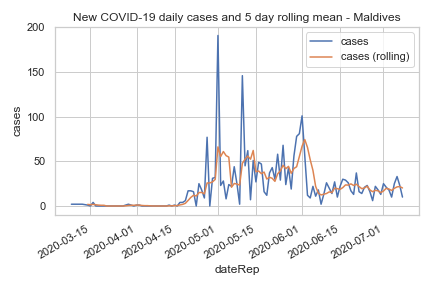 New COVID-19 daily cases and 5 day rolling mean - Maldives
200
150
100
50
0
cases
cases
cases (rolling)
2020-03-15
2020-04-01
2020-04-15
2020-05-01
2020-05-15
2020-06-01
2020-06-15
2020-07-01
dateRep